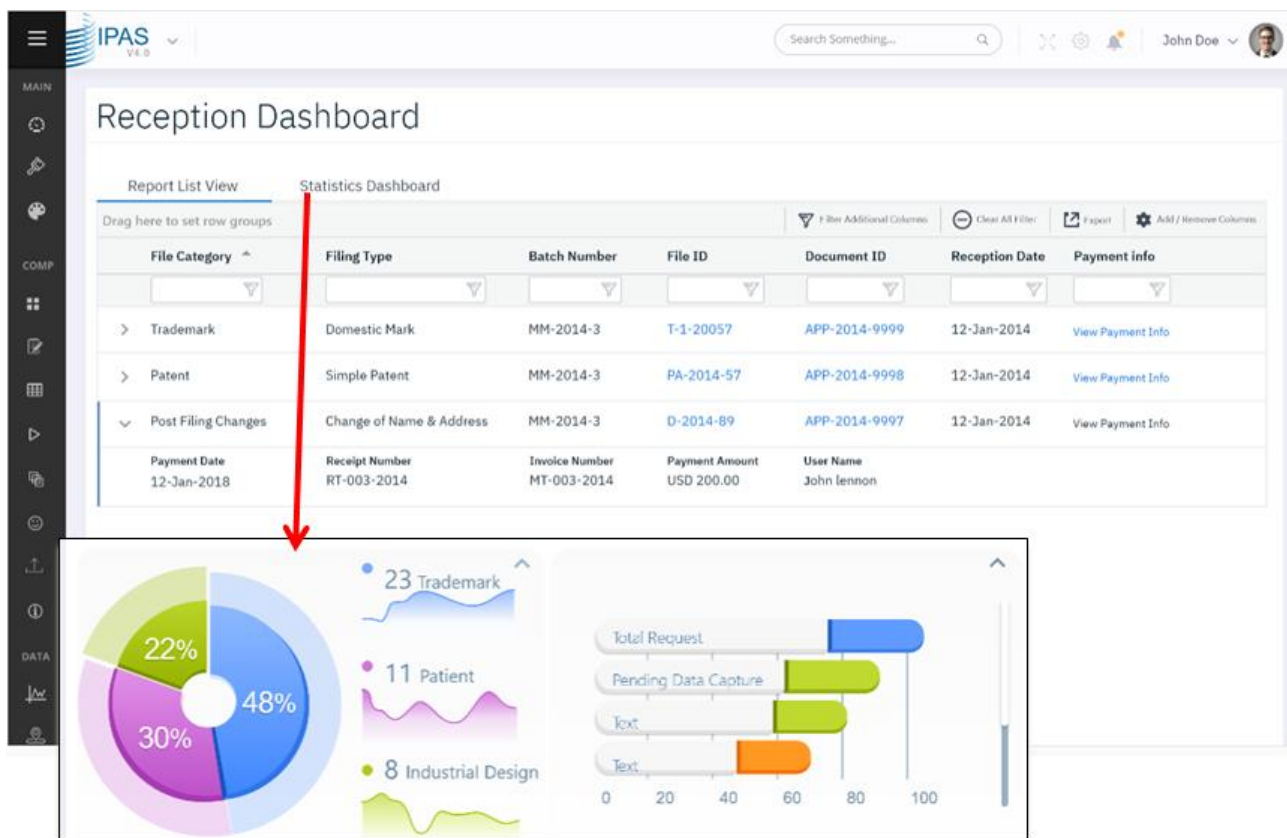 IPAS
V4.0
Search Something...
John Doe
MAIN
Reception Dashboard
Report List View
Statistics Dashboard
Drag here to set row groups
Filter Additional Columns
Clear All Filter
Export
Add / Remove Columns
COMP
File Category Filing Type Batch Number File ID Document ID Reception Date Payment info
Trademark Domestic Mark MM-2014-3 T-1-20057 APP-2014-9999 12-Jan-2014 View Payment Info
Patent Simple Patent MM-2014-3 PA-2014-57 APP-2014-9998 12-Jan-2014 View Payment Info
Post Filing Changes Change of Name & Address MM-2014-3 D-2014-89 APP-2014-9997 12-Jan-2014 View Payment Info
Payment Date Receipt Number Invoice Number Payment Amount User Name
12-Jan-2018 RT-003-2014 MT-003-2014 USD 200.00 John lennon
DATA
22%
48%
30%
23 Trademark
11 Patient
8 Industrial Design
Total Request
Pending Data Capture
Text
Text
0 20 40 60 80 100